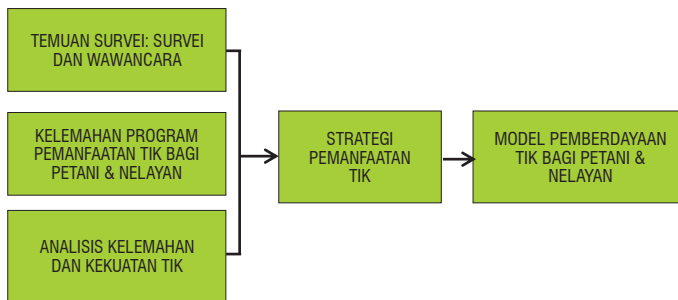 TEMUAN SURVEI: SURVEI
DAN WAWANCARA
KELEMAHAN PROGRAM
PEMANFAATAN TIK BAGI
PETANI & NELAYAN
ANALISIS KELEMAHAN
DAN KEKUATAN TIK
STRATEGI
PEMANFAATAN
TIK
MODEL PEMBERDAYAAN
TIK BAGI PETANI &
NELAYAN